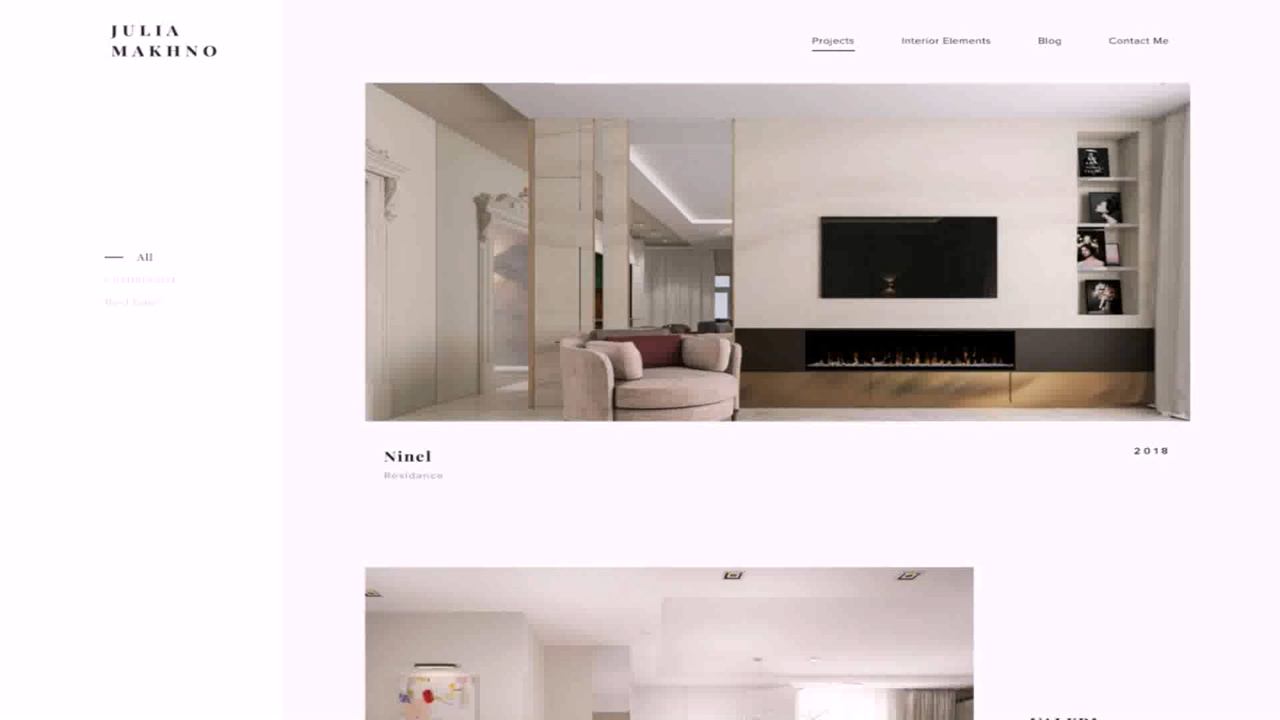 JULIA
MAKHNO
Projects
Interior Elements
Blog
Contact Me
All
Ninel
Residance
2018